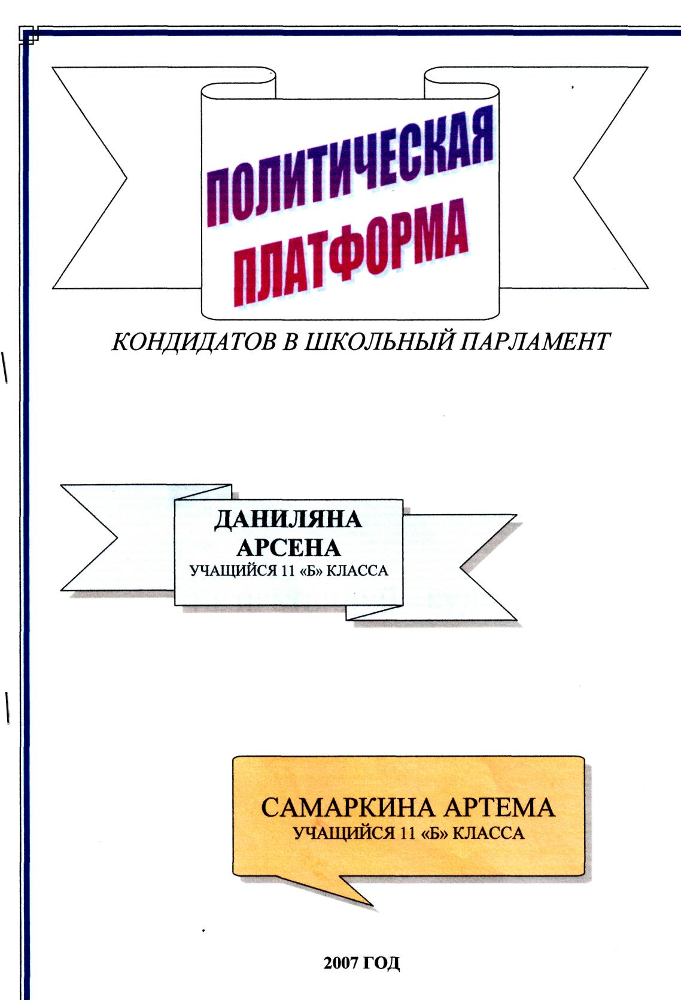 ПОЛИТИЧЕСКАЯ
ПЛАТФОРМА
КОНДИДАТОВ В ШКОЛЬНЫЙ ПАРЛАМЕНТ
ДАНИЛЯНА
АРСЕНА
УЧАЩИЙСЯ 11 «Б» КЛАССА
САМАРКИНА АРТЕМА
УЧАЩИЙСЯ 11 «Б» КЛАССА
2007 ГОД